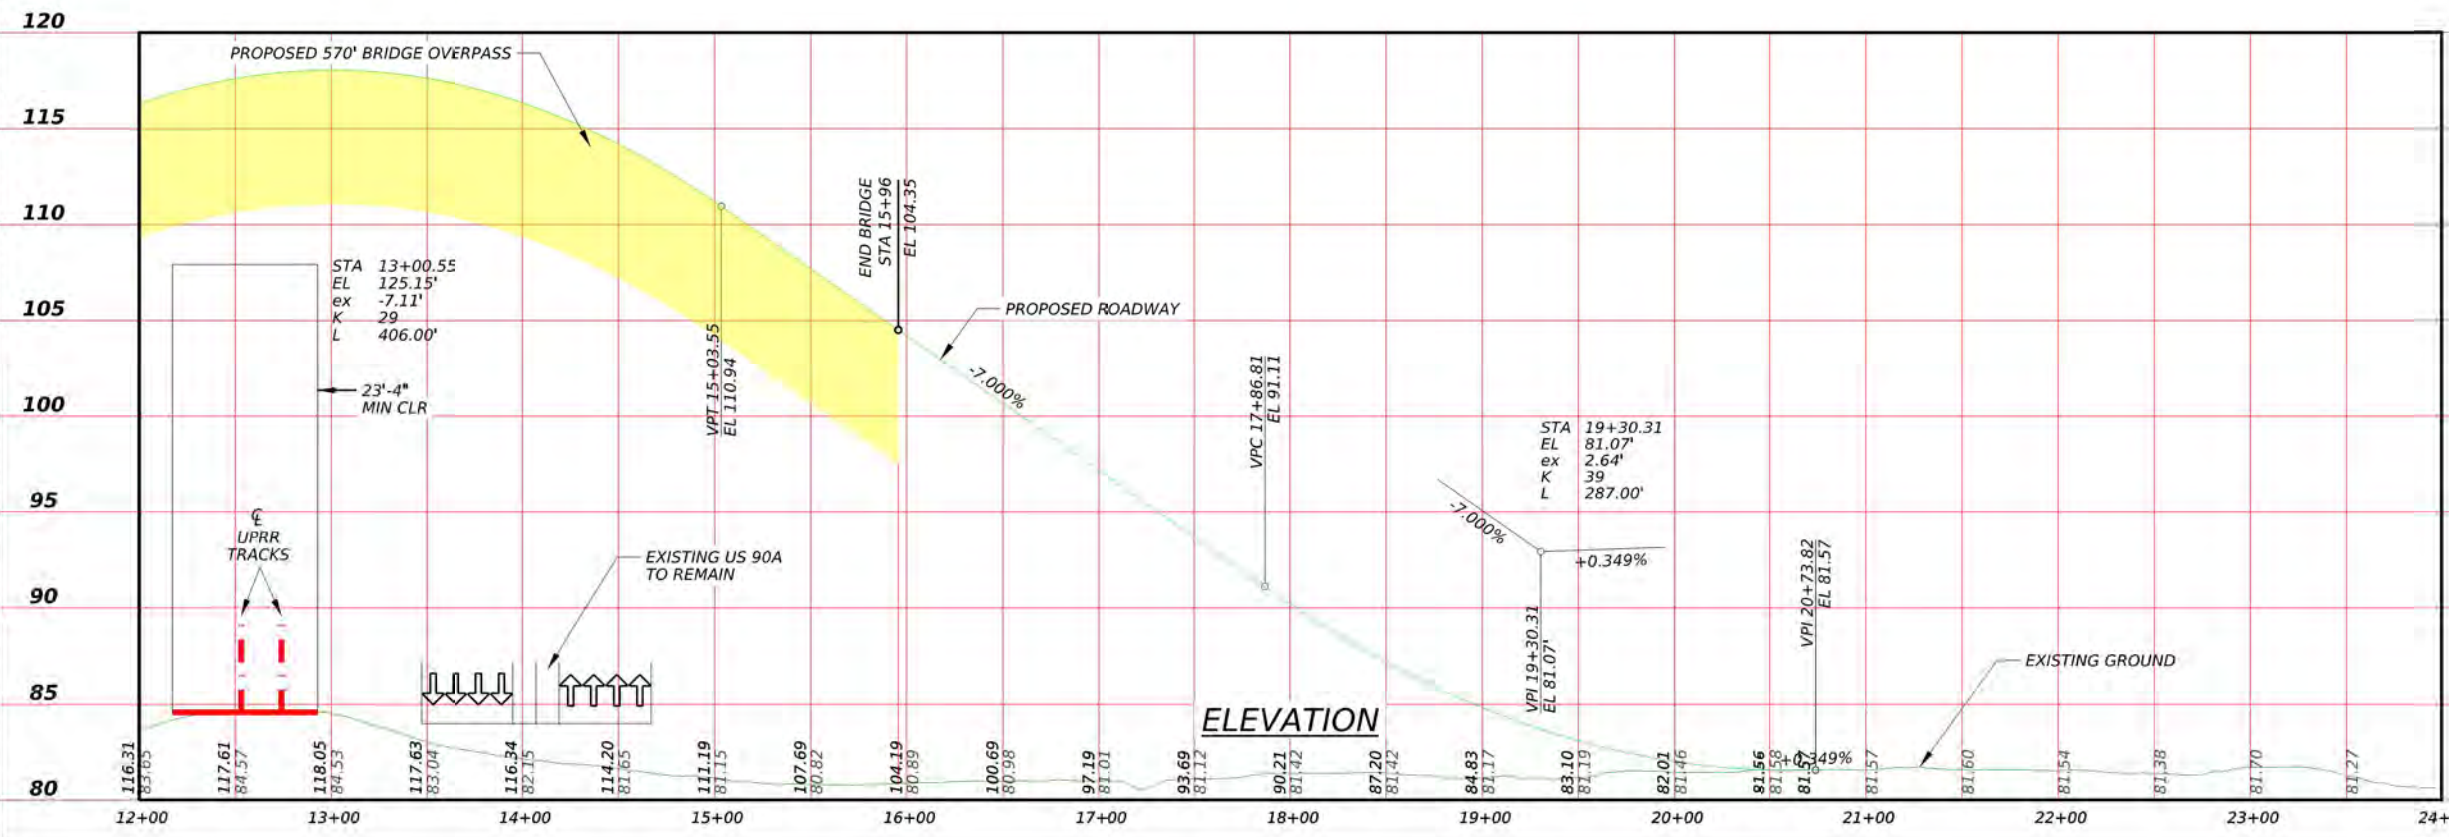 120
115
110
105
100
95
90
85
80
PROPOSED 570' BRIDGE OVERPASS
STA 13+00.55
EL 125.15'
ex -7.11'
K 29
L 406.00'
23'-4"
MIN CLR
℄
UPRR
TRACKS
EXISTING US 90A
TO REMAIN
VPT 15+03.55
EL 110.94
END BRIDGE
STA 15+96
EL 104.35
PROPOSED ROADWAY
-7.000%
VPC 17+86.81
EL 91.11
STA 19+30.31
EL 81.07'
ex 2.64'
K 39
L 287.00'
-7.000%
+0.349%
VPI 19+30.31
EL 81.07'
VPI 20+73.82
EL 81.57
EXISTING GROUND
ELEVATION
+0.349%
116.31
83.65
117.61
84.57
118.05
84.53
117.63
83.04
116.34
82.15
114.20
81.65
111.19
81.15
107.69
80.82
104.19
80.89
100.69
80.98
97.19
81.01
93.69
81.12
90.21
81.42
87.20
81.42
84.83
81.17
83.10
81.19
82.01
81.46
81.56
81.58
81.57
81.57
81.60
81.54
81.38
81.70
81.27
12+00
13+00
14+00
15+00
16+00
17+00
18+00
19+00
20+00
21+00
22+00
23+00
24+